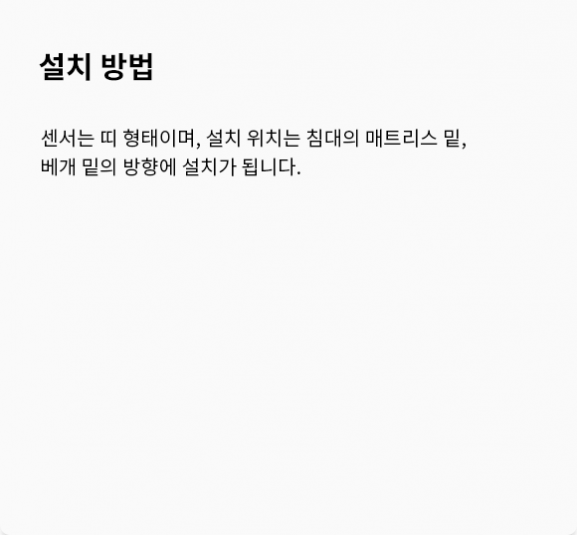 설치 방법
센서는 띠 형태이며, 설치 위치는 침대의 매트리스 밑,
베개 밑의 방향에 설치가 됩니다.